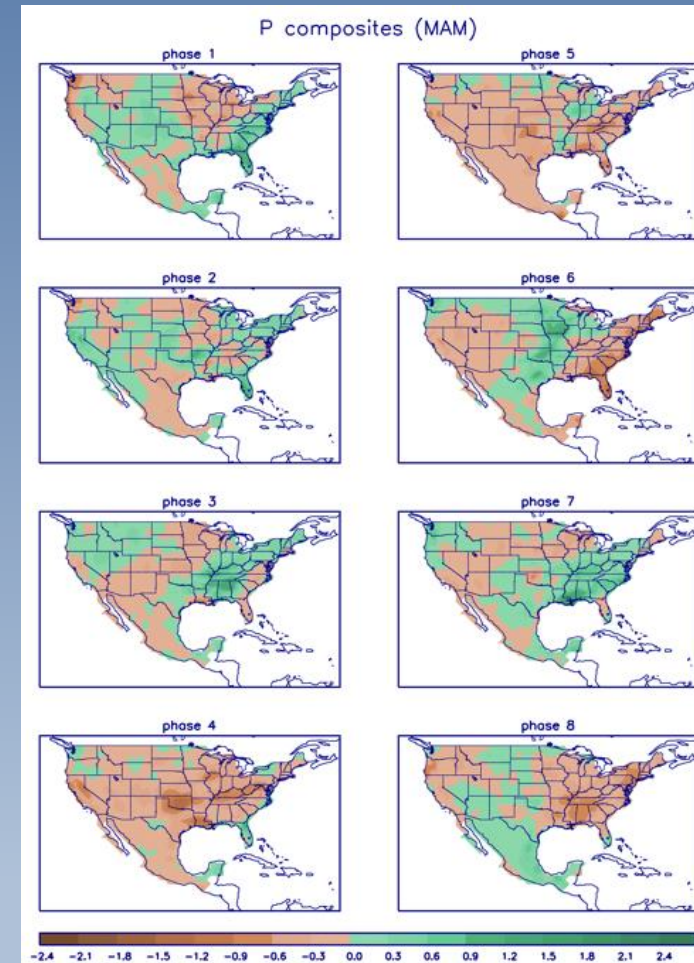 P composites (MAM)
phase 1
phase 5
phase 2
phase 6
phase 3
phase 7
phase 4
phase 8
-2.4 -2.1 -1.8 -1.5 -1.2 -0.9 -0.6 -0.3 0.0 0.3 0.6 0.9 1.2 1.5 1.8 2.1 2.4